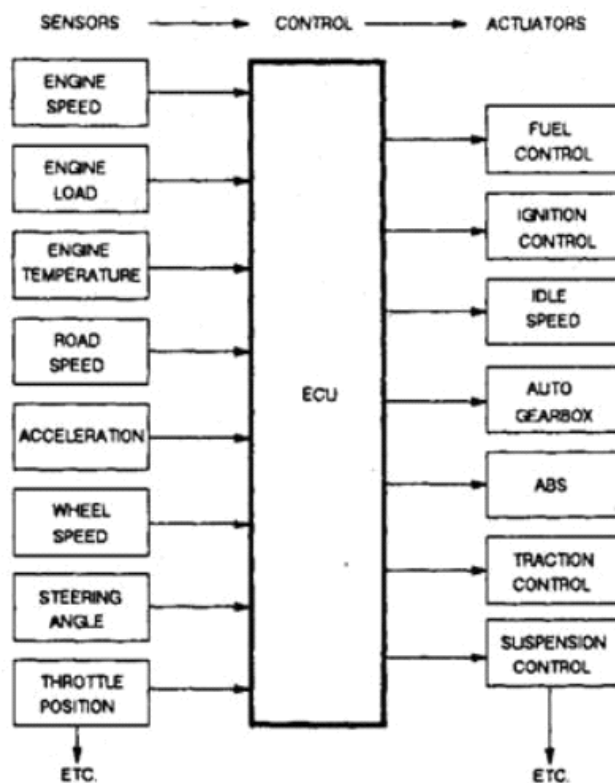 SENSORS
CONTROL
ACTUATORS
ENGINE
SPEED
ENGINE
LOAD
ENGINE
TEMPERATURE
ROAD
SPEED
ACCELERATION
WHEEL
SPEED
STEERING
ANGLE
THROTTLE
POSITION
ETC.
ECU
FUEL
CONTROL
IGNITION
CONTROL
IDLE
SPEED
AUTO
GEARBOX
ABS
TRACTION
CONTROL
SUSPENSION
CONTROL
ETC.